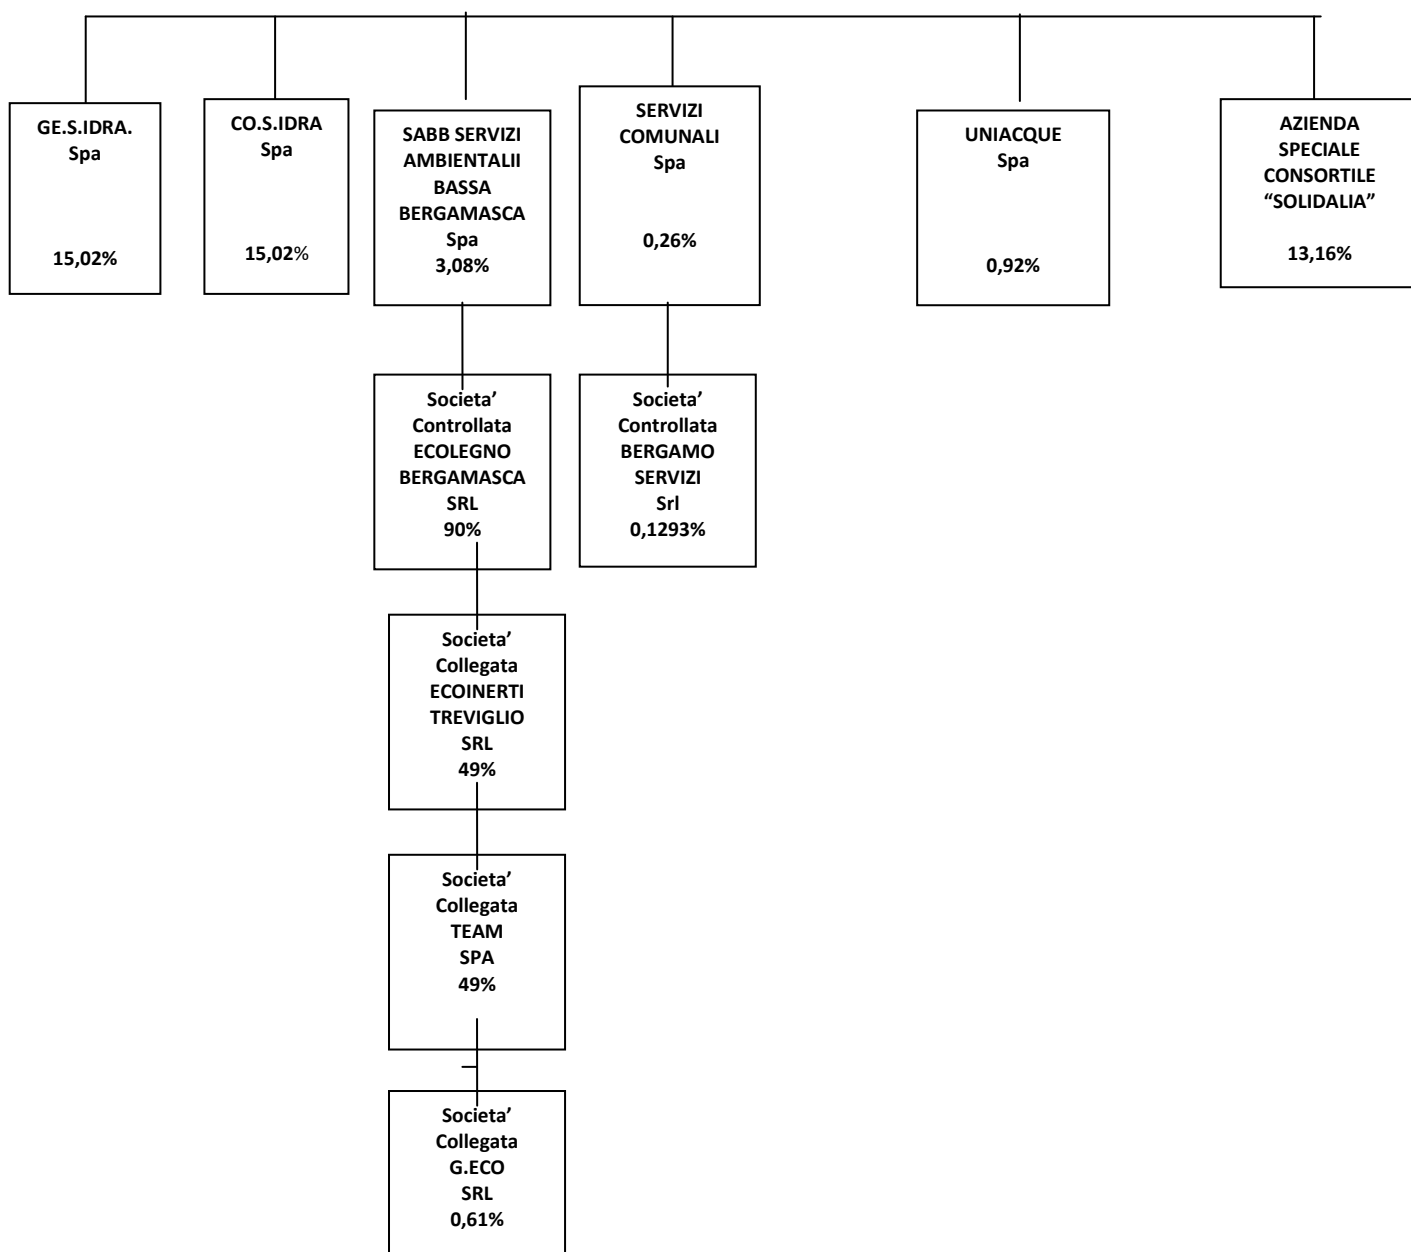 GE.S.IDRA.
Spa
15,02%
CO.S.IDRA
Spa
15,02%
SABB SERVIZI
AMBIENTALII
BASSA
BERGAMASCA
Spa
3,08%
SERVIZI
COMUNALI
Spa
0,26%
UNIACQUE
Spa
0,92%
AZIENDA
SPECIALE
CONSORTILE
“SOLIDALIA”
13,16%
Societa’
Controllata
ECOLEGNO
BERGAMASCA
SRL
90%
Societa’
Controllata
BERGAMO
SERVIZI
Srl
0,1293%
Societa’
Collegata
ECOINERTI
TREVIGLIO
SRL
49%
Societa’
Collegata
TEAM
SPA
49%
Societa’
Collegata
G.ECO
SRL
0,61%